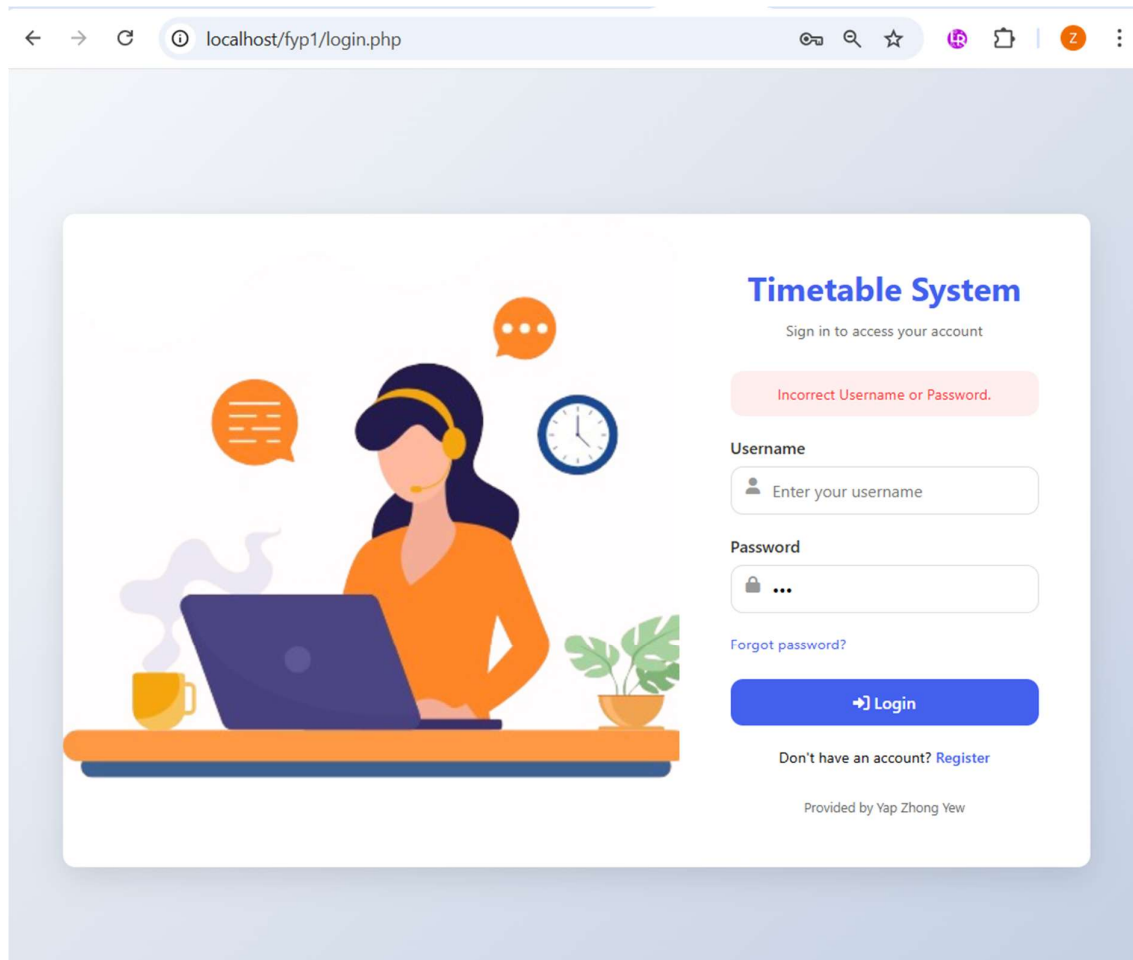 localhost/fyp1/login.php
Z
Timetable System
Sign in to access your account
Incorrect Username or Password.
Username
Enter your username
Password
•••
Forgot password?
Login
Don't have an account? Register
Provided by Yap Zhong Yew